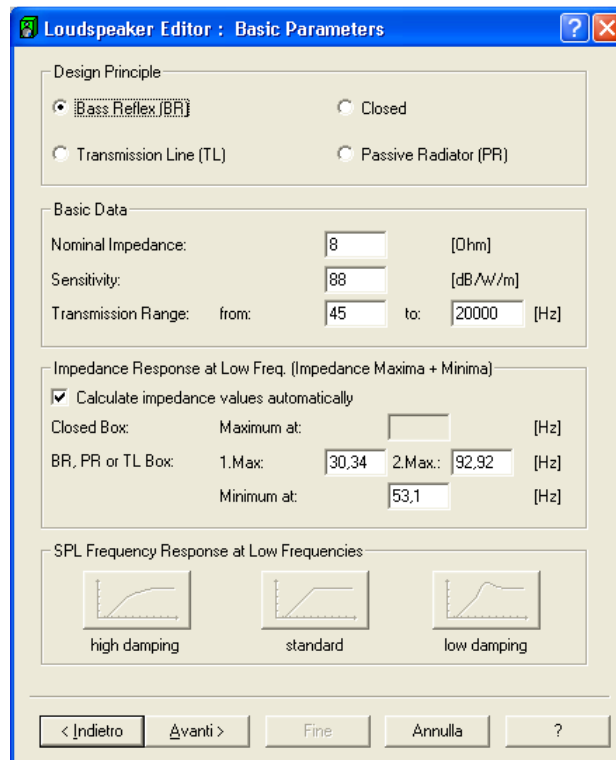 Loudspeaker Editor : Basic Parameters
Design Principle
Bass Reflex (BR) Closed
Transmission Line (TL) Passive Radiator (PR)
Basic Data
Nominal Impedance: 8 [Ohm]
Sensitivity: 88 [dB/W/m]
Transmission Range: from: 45 to: 20000 [Hz]
Impedance Response at Low Freq. (Impedance Maxima + Minima)
Calculate impedance values automatically
Closed Box: Maximum at: [Hz]
BR, PR or TL Box: 1.Max: 30,34 2.Max.: 92,92 [Hz]
Minimum at: 53,1 [Hz]
SPL Frequency Response at Low Frequencies
high damping standard low damping
< Indietro Avanti > Fine Annulla ?